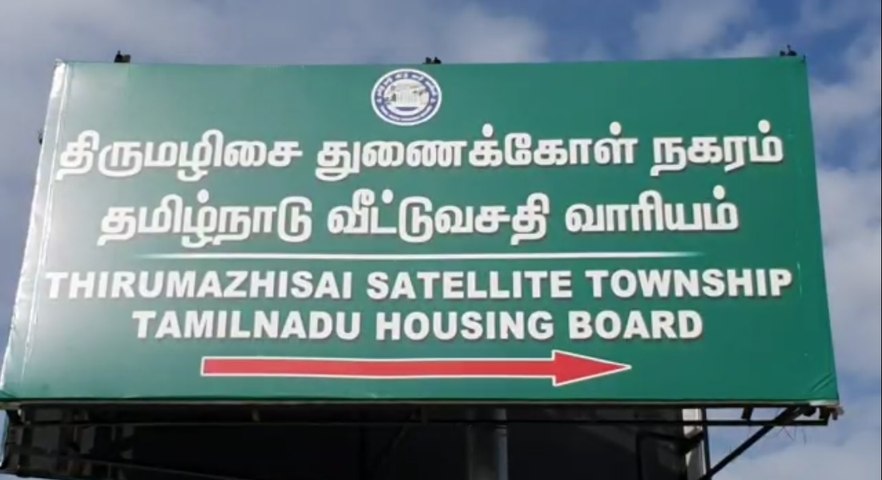 திருமழிசை துணைக்கோள் நகரம்
தமிழ்நாடு வீட்டுவசதி வாரியம்
THIRUMAZHISAI SATELLITE TOWNSHIP
TAMILNADU HOUSING BOARD